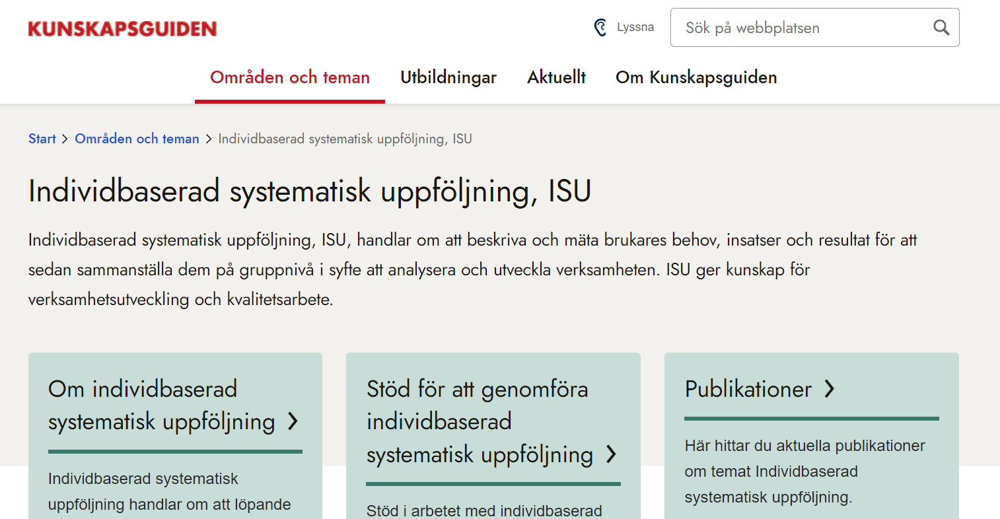 KUNSKAPSGUIDEN
Lyssna
Sök på webbplatsen
Områden och teman
Utbildningar
Aktuellt
Om Kunskapsguiden
Start > Områden och teman > Individbaserad systematisk uppföljning, ISU
Individbaserad systematisk uppföljning, ISU
Individbaserad systematisk uppföljning, ISU, handlar om att beskriva och mäta brukares behov, insatser och resultat för att
sedan sammanställa dem på gruppnivå i syfte att analysera och utveckla verksamheten. ISU ger kunskap för
verksamhetsutveckling och kvalitetsarbete.
Om individbaserad
systematisk uppföljning >
Individbaserad systematisk
uppföljning handlar om att löpande
Stöd för att genomföra
individbaserad
systematisk uppföljning >
Stöd i arbetet med individbaserad
Publikationer >
Här hittar du aktuella publikationer
om temat Individbaserad
systematisk uppföljning.